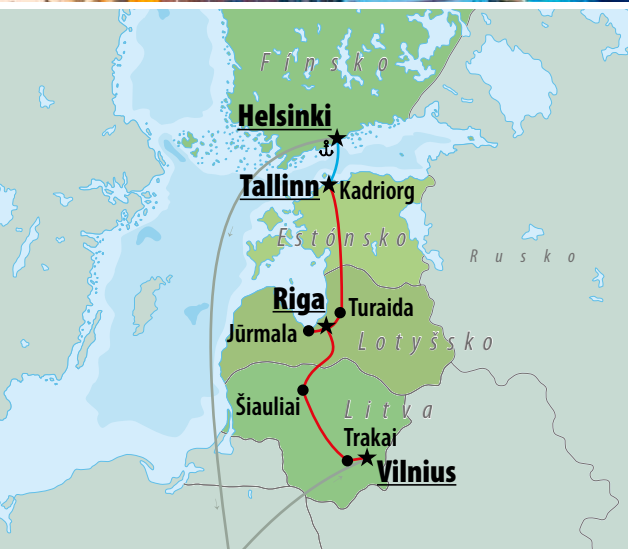 Fínsko
Helsinki
Tallinn
Kadriorg
Estónsko
Rusko
Riga
Turaida
Jūrmala
Lotyšsko
Šiauliai
Litva
Trakai
Vilnius